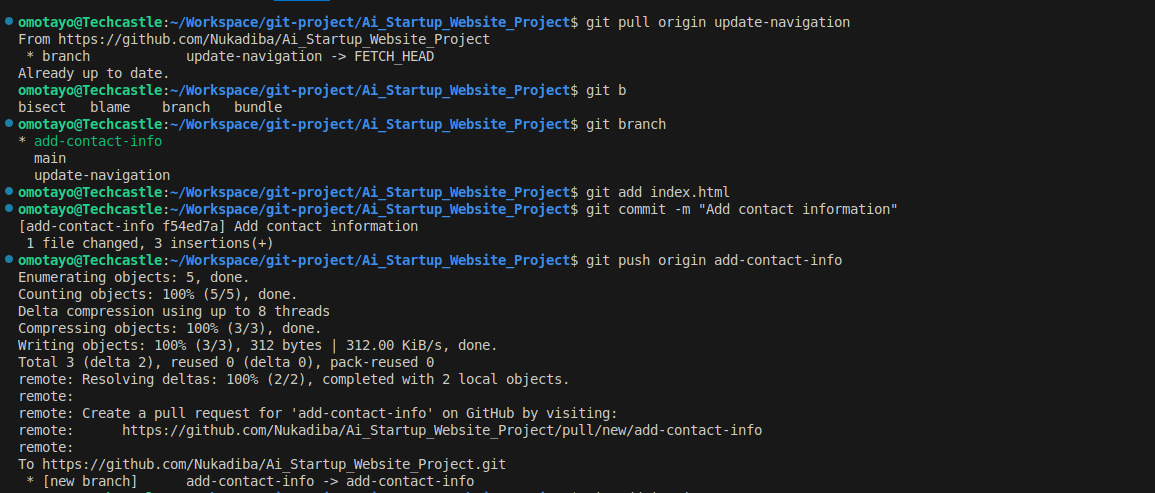 omotayo@Techcastle:~/Workspace/git-project/Ai_Startup_Website_Project$ git pull origin update-navigation
From https://github.com/Nukadiba/Ai_Startup_Website_Project
 * branch            update-navigation -> FETCH_HEAD
Already up to date.
omotayo@Techcastle:~/Workspace/git-project/Ai_Startup_Website_Project$ git b
bisect   blame    branch   bundle
omotayo@Techcastle:~/Workspace/git-project/Ai_Startup_Website_Project$ git branch
* add-contact-info
  main
  update-navigation
omotayo@Techcastle:~/Workspace/git-project/Ai_Startup_Website_Project$ git add index.html
omotayo@Techcastle:~/Workspace/git-project/Ai_Startup_Website_Project$ git commit -m "Add contact information"
[add-contact-info f54ed7a] Add contact information
 1 file changed, 3 insertions(+)
omotayo@Techcastle:~/Workspace/git-project/Ai_Startup_Website_Project$ git push origin add-contact-info
Enumerating objects: 5, done.
Counting objects: 100% (5/5), done.
Delta compression using up to 8 threads
Compressing objects: 100% (3/3), done.
Writing objects: 100% (3/3), 312 bytes | 312.00 KiB/s, done.
Total 3 (delta 2), reused 0 (delta 0), pack-reused 0
remote: Resolving deltas: 100% (2/2), completed with 2 local objects.
remote:
remote: Create a pull request for 'add-contact-info' on GitHub by visiting:
remote:      https://github.com/Nukadiba/Ai_Startup_Website_Project/pull/new/add-contact-info
remote:
To https://github.com/Nukadiba/Ai_Startup_Website_Project.git
 * [new branch]      add-contact-info -> add-contact-info